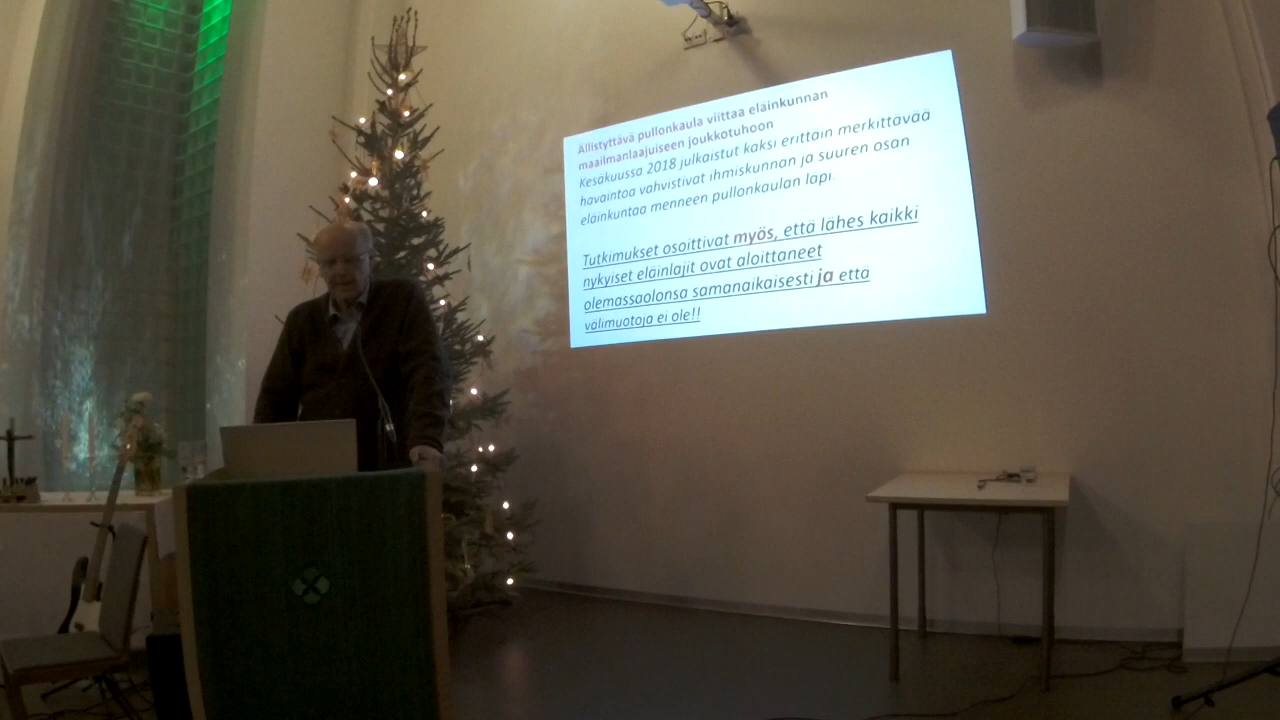 Ällistyttävä pullonkaula viittaa eläinkunnan
maailmanlaajuiseen joukkotuhoon
Kesäkuussa 2018 julkaistut kaksi erittäin merkittävää
havaintoa vahvistivat ihmiskunnan ja suuren osan
eläinkuntaa menneen pullonkaulan läpi.
Tutkimukset osoittivat myös, että lähes kaikki
nykyiset eläinlajit ovat aloittaneet
olemassaolonsa samanaikaisesti ja että
välimuotoja ei ole!!